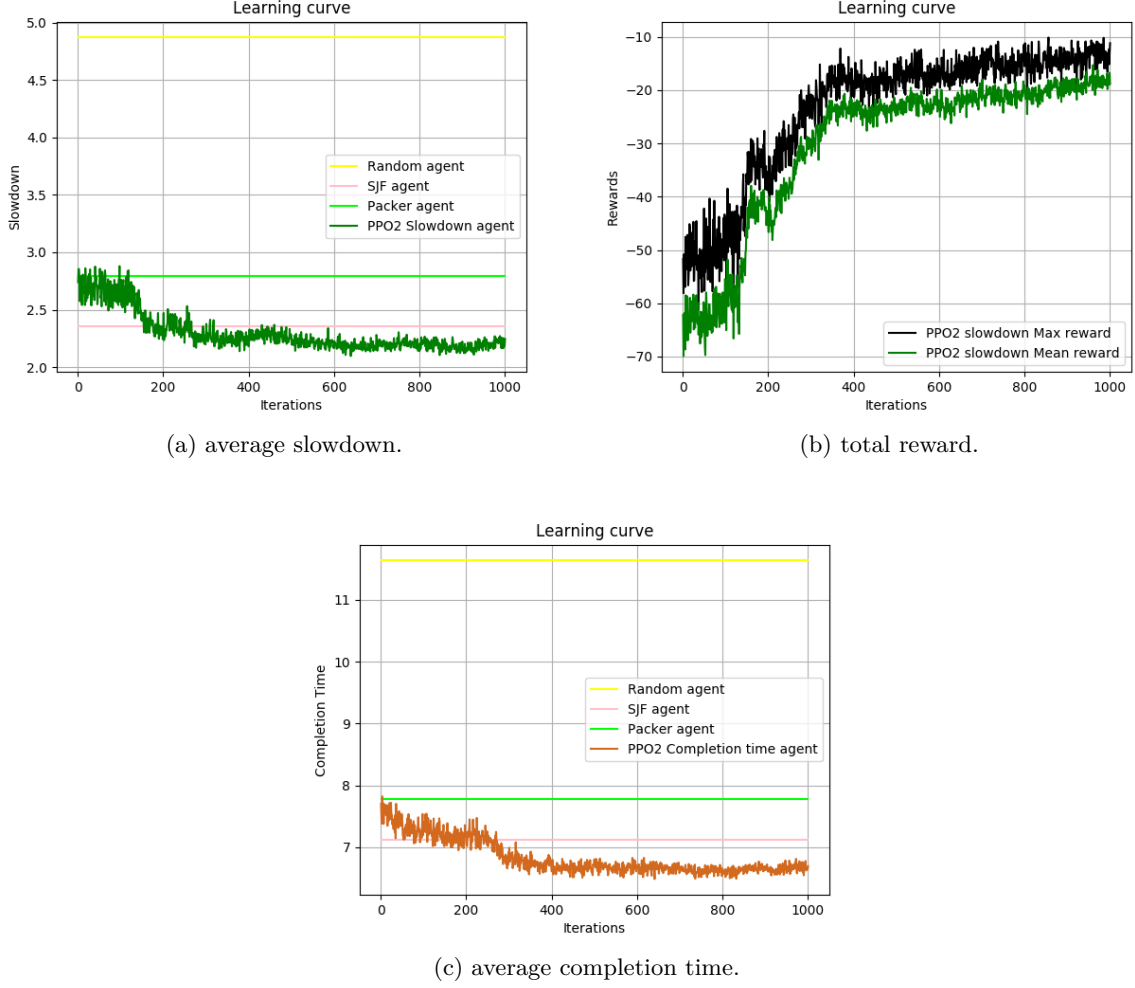 Learning curve
5.0
4.5
4.0
3.5
3.0
2.5
2.0
Slowdown
Random agent
SJF agent
Packer agent
PPO2 Slowdown agent
0 200 400 600 800 1000
Iterations
(a) average slowdown.
Learning curve
−10
−20
−30
−40
−50
−60
−70
Rewards
PPO2 slowdown Max reward
PPO2 slowdown Mean reward
0 200 400 600 800 1000
Iterations
(b) total reward.
Learning curve
11
10
9
8
7
Completion Time
Random agent
SJF agent
Packer agent
PPO2 Completion time agent
0 200 400 600 800 1000
Iterations
(c) average completion time.